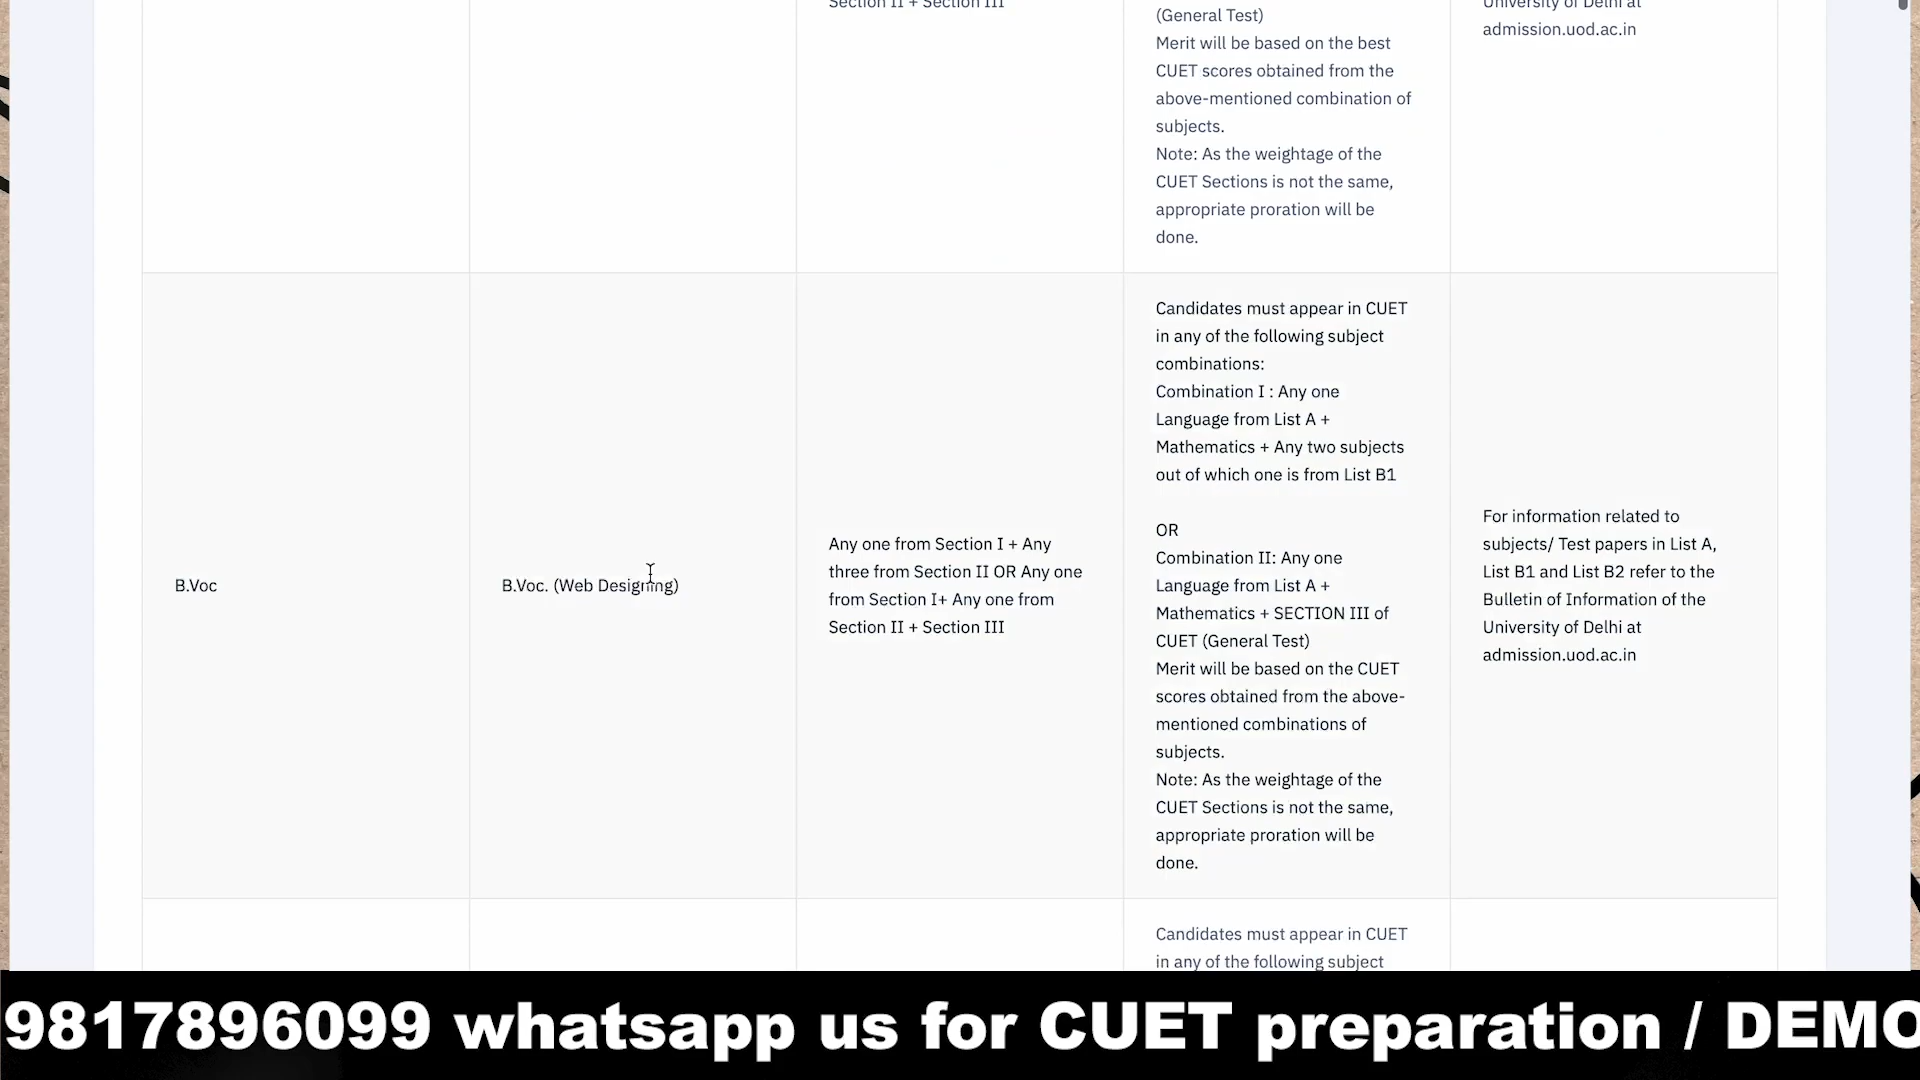 Section II + Section III
(General Test)
Merit will be based on the best
CUET scores obtained from the
above-mentioned combination of
subjects.
Note: As the weightage of the
CUET Sections is not the same,
appropriate proration will be
done.
University of Delhi at
admission.uod.ac.in
B.Voc
B.Voc. (Web Designing)
Any one from Section I + Any
three from Section II OR Any one
from Section I+ Any one from
Section II + Section III
Candidates must appear in CUET
in any of the following subject
combinations:
Combination I : Any one
Language from List A +
Mathematics + Any two subjects
out of which one is from List B1
OR
Combination II: Any one
Language from List A +
Mathematics + SECTION III of
CUET (General Test)
Merit will be based on the CUET
scores obtained from the above-
mentioned combinations of
subjects.
Note: As the weightage of the
CUET Sections is not the same,
appropriate proration will be
done.
For information related to
subjects/ Test papers in List A,
List B1 and List B2 refer to the
Bulletin of Information of the
University of Delhi at
admission.uod.ac.in
Candidates must appear in CUET
in any of the following subject
9817896099 whatsapp us for CUET preparation / DEMO